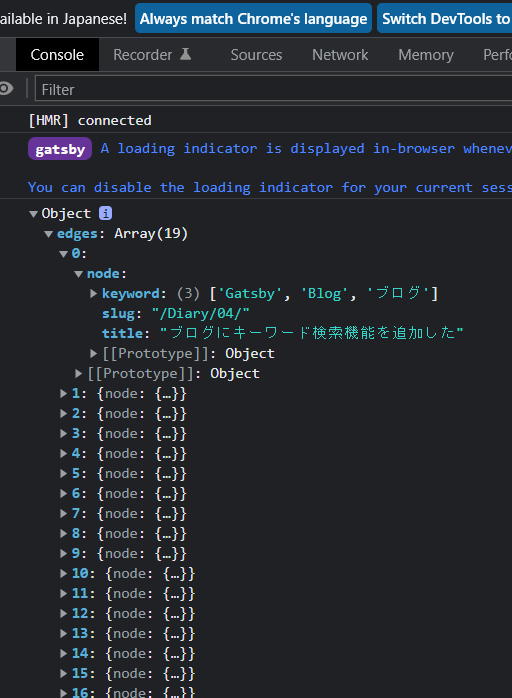 ailable in Japanese! Always match Chrome's language Switch DevTools to
Console Recorder Sources Network Memory Perf
Filter
[HMR] connected
gatsby A loading indicator is displayed in-browser wheneve
You can disable the loading indicator for your current sess
Object i
edges: Array(19)
0:
node:
keyword: (3) ['Gatsby', 'Blog', 'ブログ']
slug: "/Diary/04/"
title: "ブログにキーワード検索機能を追加した"
[[Prototype]]: Object
[[Prototype]]: Object
1: {node: {…}}
2: {node: {…}}
3: {node: {…}}
4: {node: {…}}
5: {node: {…}}
6: {node: {…}}
7: {node: {…}}
8: {node: {…}}
9: {node: {…}}
10: {node: {…}}
11: {node: {…}}
12: {node: {…}}
13: {node: {…}}
14: {node: {…}}
15: {node: {…}}
16: {node: {…}}